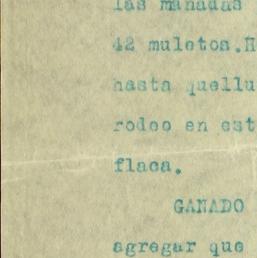 las manadas
42 muletos.
hasta quellu
rodeo en est
flaca.
GANADO
agregar que